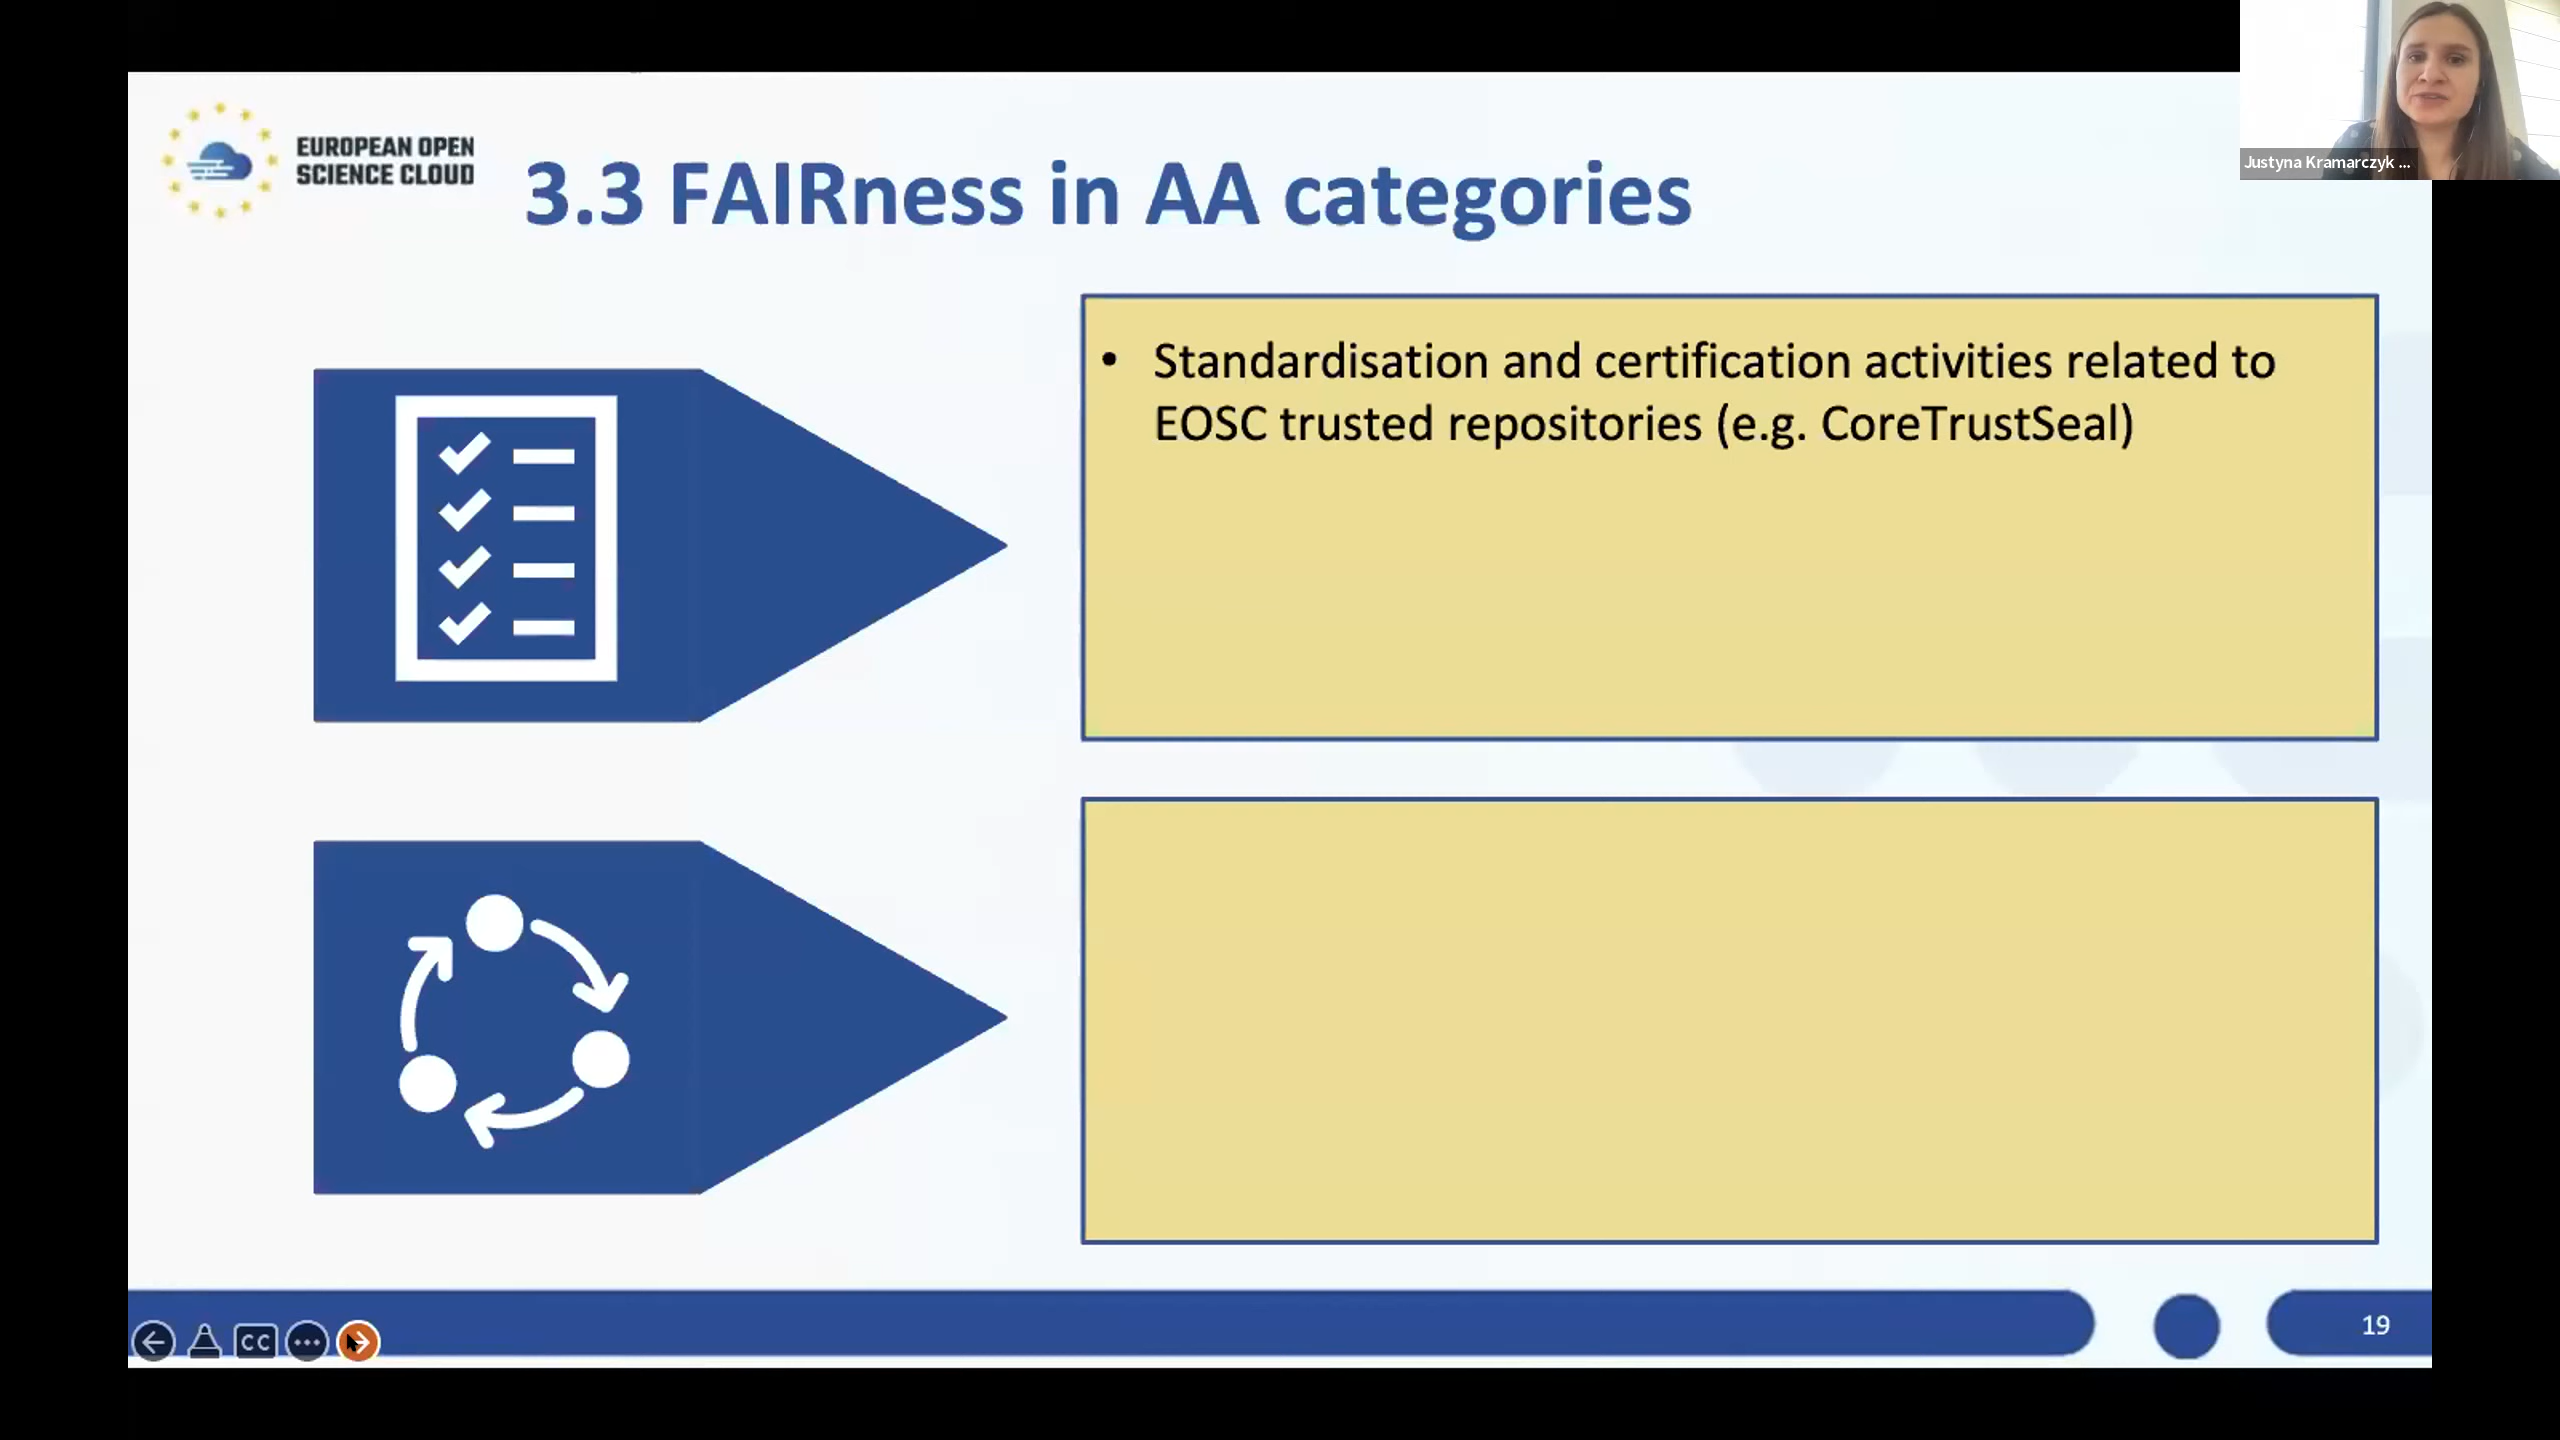 EUROPEAN OPEN
SCIENCE CLOUD
3.3 FAIRness in AA categories
Justyna Kramarczyk ...
• Standardisation and certification activities related to
EOSC trusted repositories (e.g. CoreTrustSeal)
CC
19